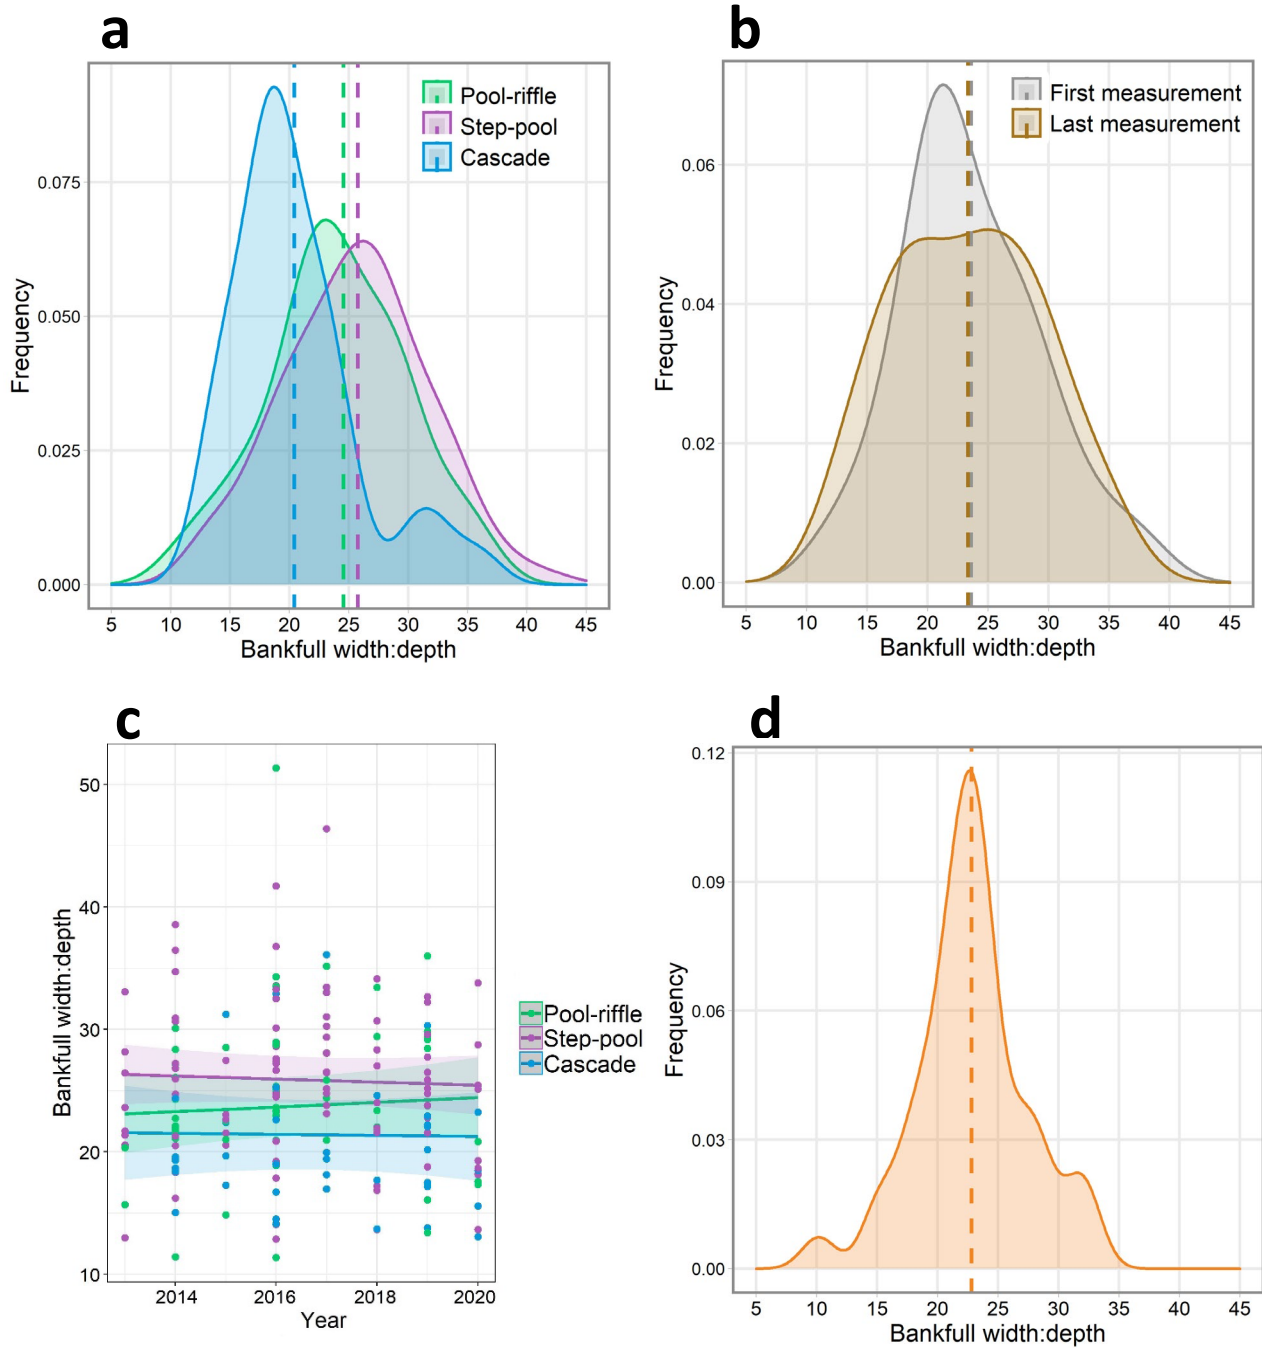 a
Pool-riffle
Step-pool
Cascade
0.075
0.050
0.025
0.000
Frequency
5 10 15 20 25 30 35 40 45
Bankfull width:depth
b
First measurement
Last measurement
0.06
0.04
0.02
0.00
Frequency
5 10 15 20 25 30 35 40 45
Bankfull width:depth
c
50
40
30
20
10
Bankfull width:depth
2014 2016 2018 2020
Year
Pool-riffle
Step-pool
Cascade
d
0.12
0.09
0.06
0.03
0.00
Frequency
5 10 15 20 25 30 35 40 45
Bankfull width:depth